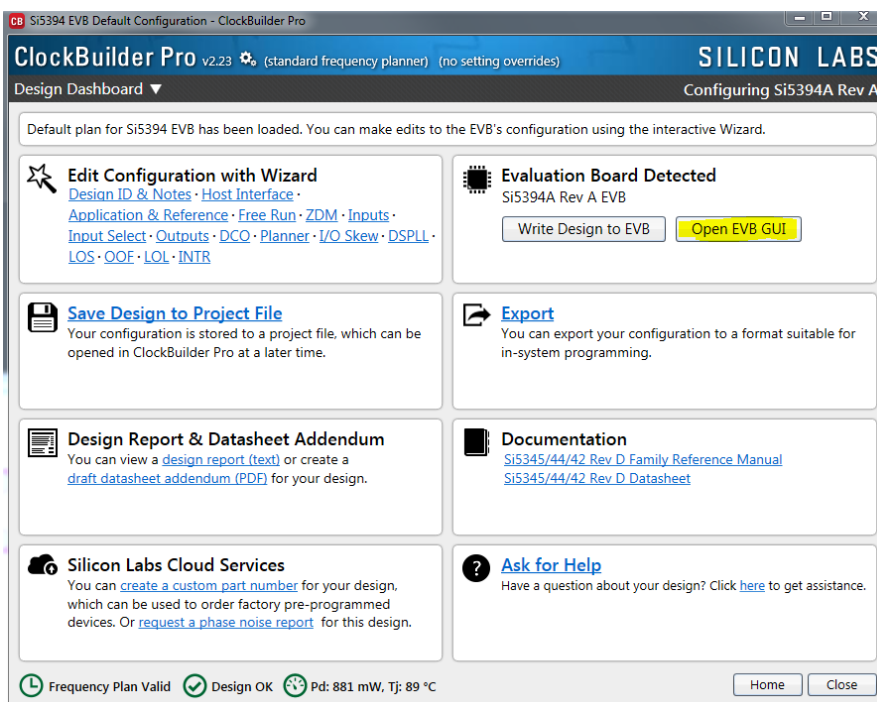 CB Si5394 EVB Default Configuration - ClockBuilder Pro
ClockBuilder Pro v2.23 (standard frequency planner) (no setting overrides) SILICON LABS
Design Dashboard ▼ Configuring Si5394A Rev A
Default plan for Si5394 EVB has been loaded. You can make edits to the EVB's configuration using the interactive Wizard.
Edit Configuration with Wizard
Design ID & Notes · Host Interface ·
Application & Reference · Free Run · ZDM · Inputs ·
Input Select · Outputs · DCO · Planner · I/O Skew · DSPLL ·
LOS · OOF · LOL · INTR
Evaluation Board Detected
Si5394A Rev A EVB
Write Design to EVB Open EVB GUI
Save Design to Project File
Your configuration is stored to a project file, which can be
opened in ClockBuilder Pro at a later time.
Export
You can export your configuration to a format suitable for
in-system programming.
Design Report & Datasheet Addendum
You can view a design report (text) or create a
draft datasheet addendum (PDF) for your design.
Documentation
Si5345/44/42 Rev D Family Reference Manual
Si5345/44/42 Rev D Datasheet
Silicon Labs Cloud Services
You can create a custom part number for your design,
which can be used to order factory pre-programmed
devices. Or request a phase noise report for this design.
? Ask for Help
Have a question about your design? Click here to get assistance.
Frequency Plan Valid Design OK Pd: 881 mW, Tj: 89 °C Home Close